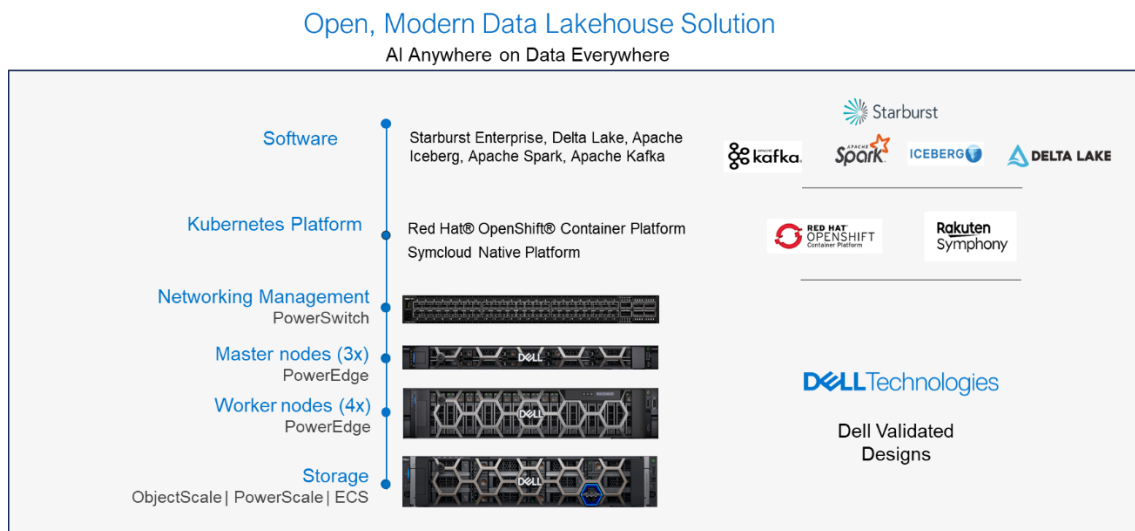 Open, Modern Data Lakehouse Solution
AI Anywhere on Data Everywhere
Software
Starburst Enterprise, Delta Lake, Apache
Iceberg, Apache Spark, Apache Kafka
Starburst
kafka.
APACHE
Spark
ICEBERG
DELTA LAKE
Kubernetes Platform
Red Hat® OpenShift® Container Platform
Symcloud Native Platform
RED HAT®
OPENSHIFT
Container Platform
Rakuten
Symphony
Networking Management
PowerSwitch
Master nodes (3x)
PowerEdge
DELL
Worker nodes (4x)
PowerEdge
DELL
Storage
ObjectScale | PowerScale | ECS
DELL
DELL Technologies
Dell Validated
Designs